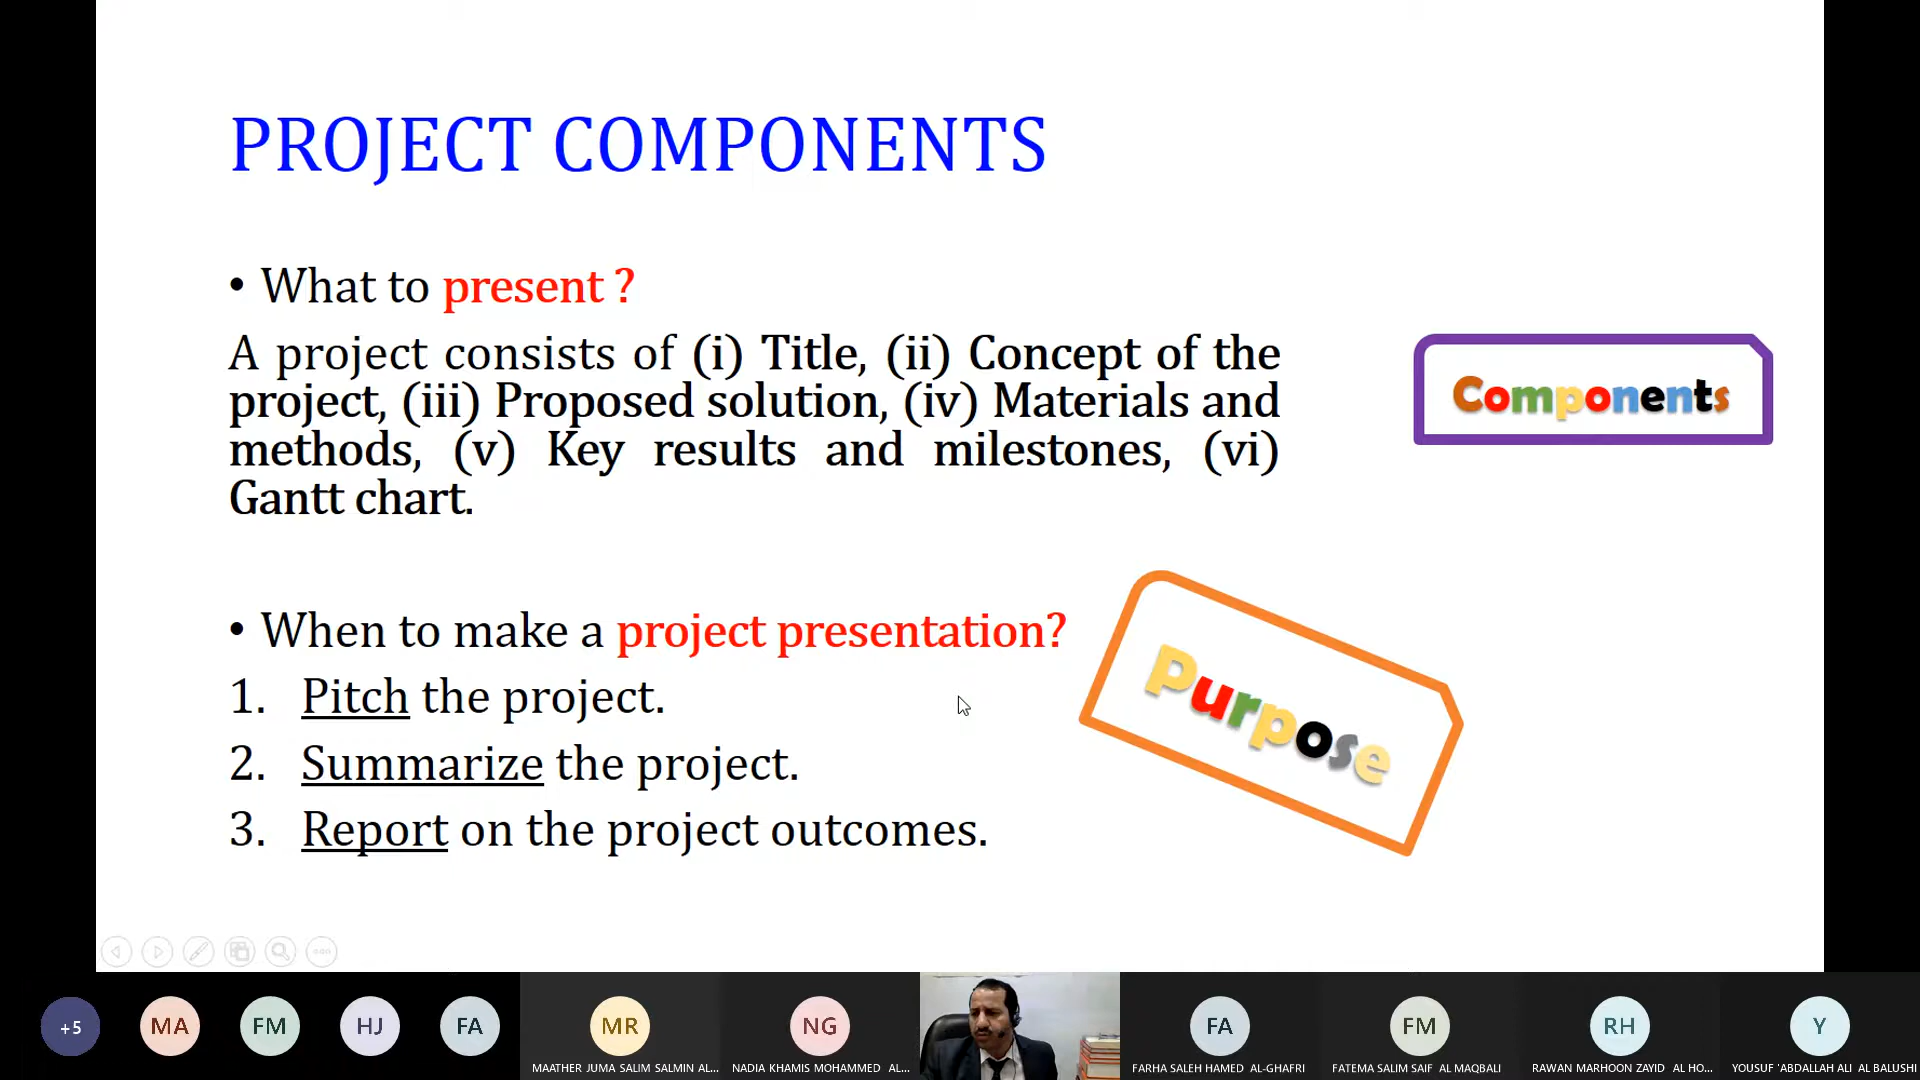 PROJECT COMPONENTS
• What to present ?
A project consists of (i) Title, (ii) Concept of the
project, (iii) Proposed solution, (iv) Materials and
methods, (v) Key results and milestones, (vi)
Gantt chart.
Components
• When to make a project presentation?
1. Pitch the project.
2. Summarize the project.
3. Report on the project outcomes.
Purpose
+5
MA
FM
HJ
FA
MR
NG
FA
FM
RH
Y
MAATHER JUMA SALIM SALMIN AL...
NADIA KHAMIS MOHAMMED AL...
FARHA SALEH HAMED AL-GHAFRI
FATEMA SALIM SAIF AL MAQBALI
RAWAN MARHOON ZAYID AL HO...
YOUSUF 'ABDALLAH ALI AL BALUSHI